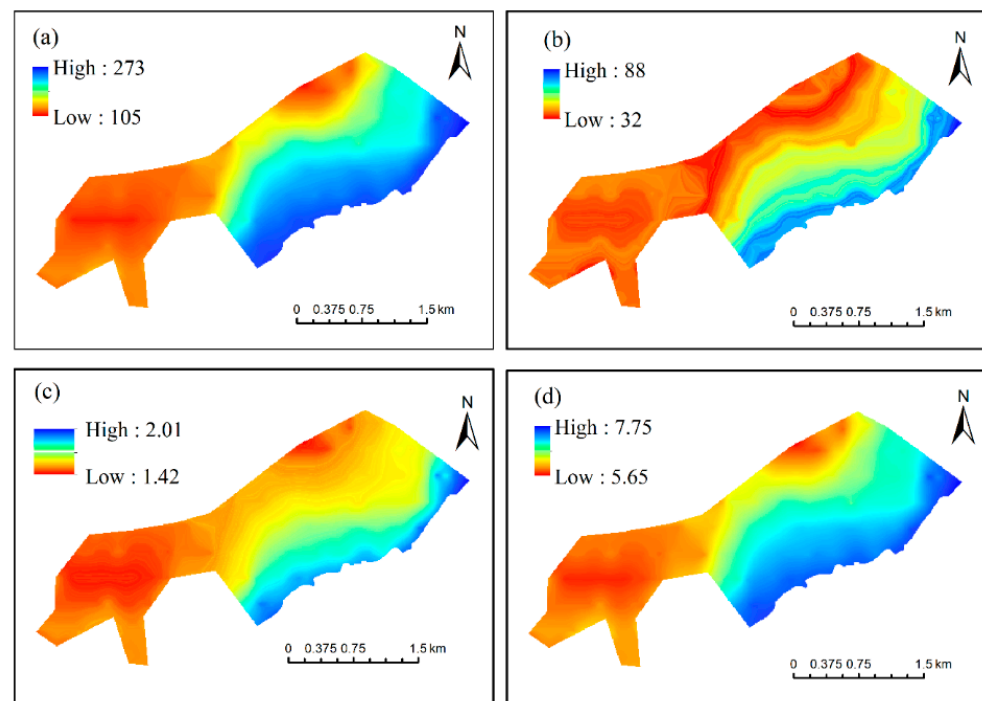 (a)
High : 273
Low : 105
N
0 0.375 0.75 1.5 km
(b)
High : 88
Low : 32
N
0 0.375 0.75 1.5 km
(c)
High : 2.01
Low : 1.42
N
0 0.375 0.75 1.5 km
(d)
High : 7.75
Low : 5.65
N
0 0.375 0.75 1.5 km